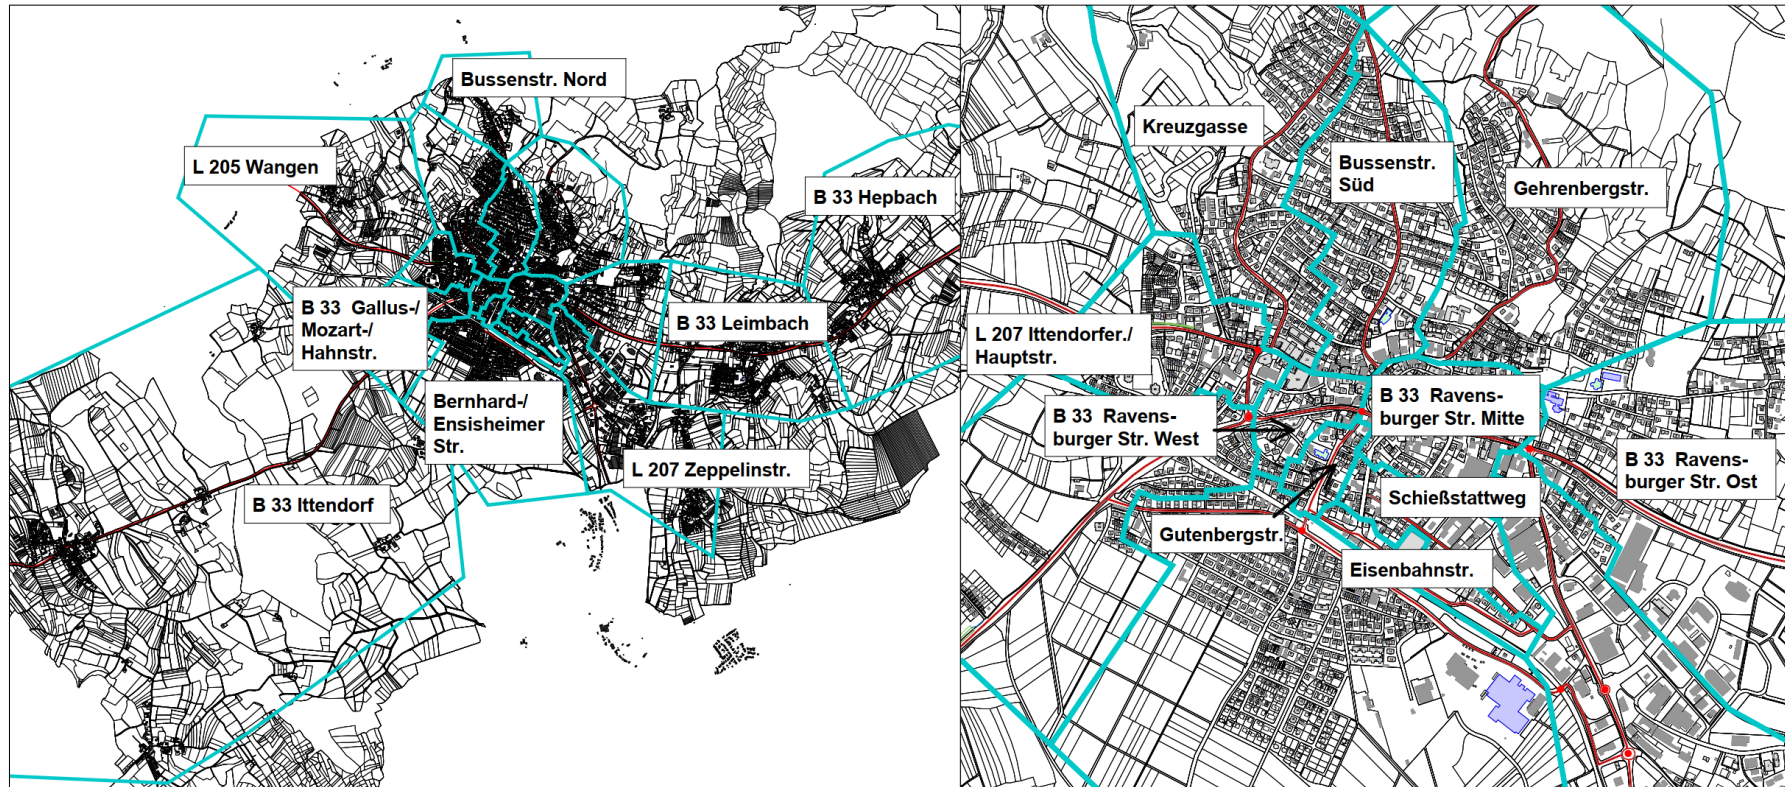 Bussenstr. Nord
L 205 Wangen
B 33 Hepbach
B 33 Gallus-/
Mozart-/
Hahnstr.
B 33 Leimbach
Bernhard-/
Ensisheimer
Str.
L 207 Zeppelinstr.
B 33 Ittendorf
Kreuzgasse
Bussenstr.
Süd
Gehrenbergstr.
L 207 Ittendorfer./
Hauptstr.
B 33 Ravens-
burger Str. West
B 33 Ravens-
burger Str. Mitte
B 33 Ravens-
burger Str. Ost
Schießstattweg
Gutenbergstr.
Eisenbahnstr.